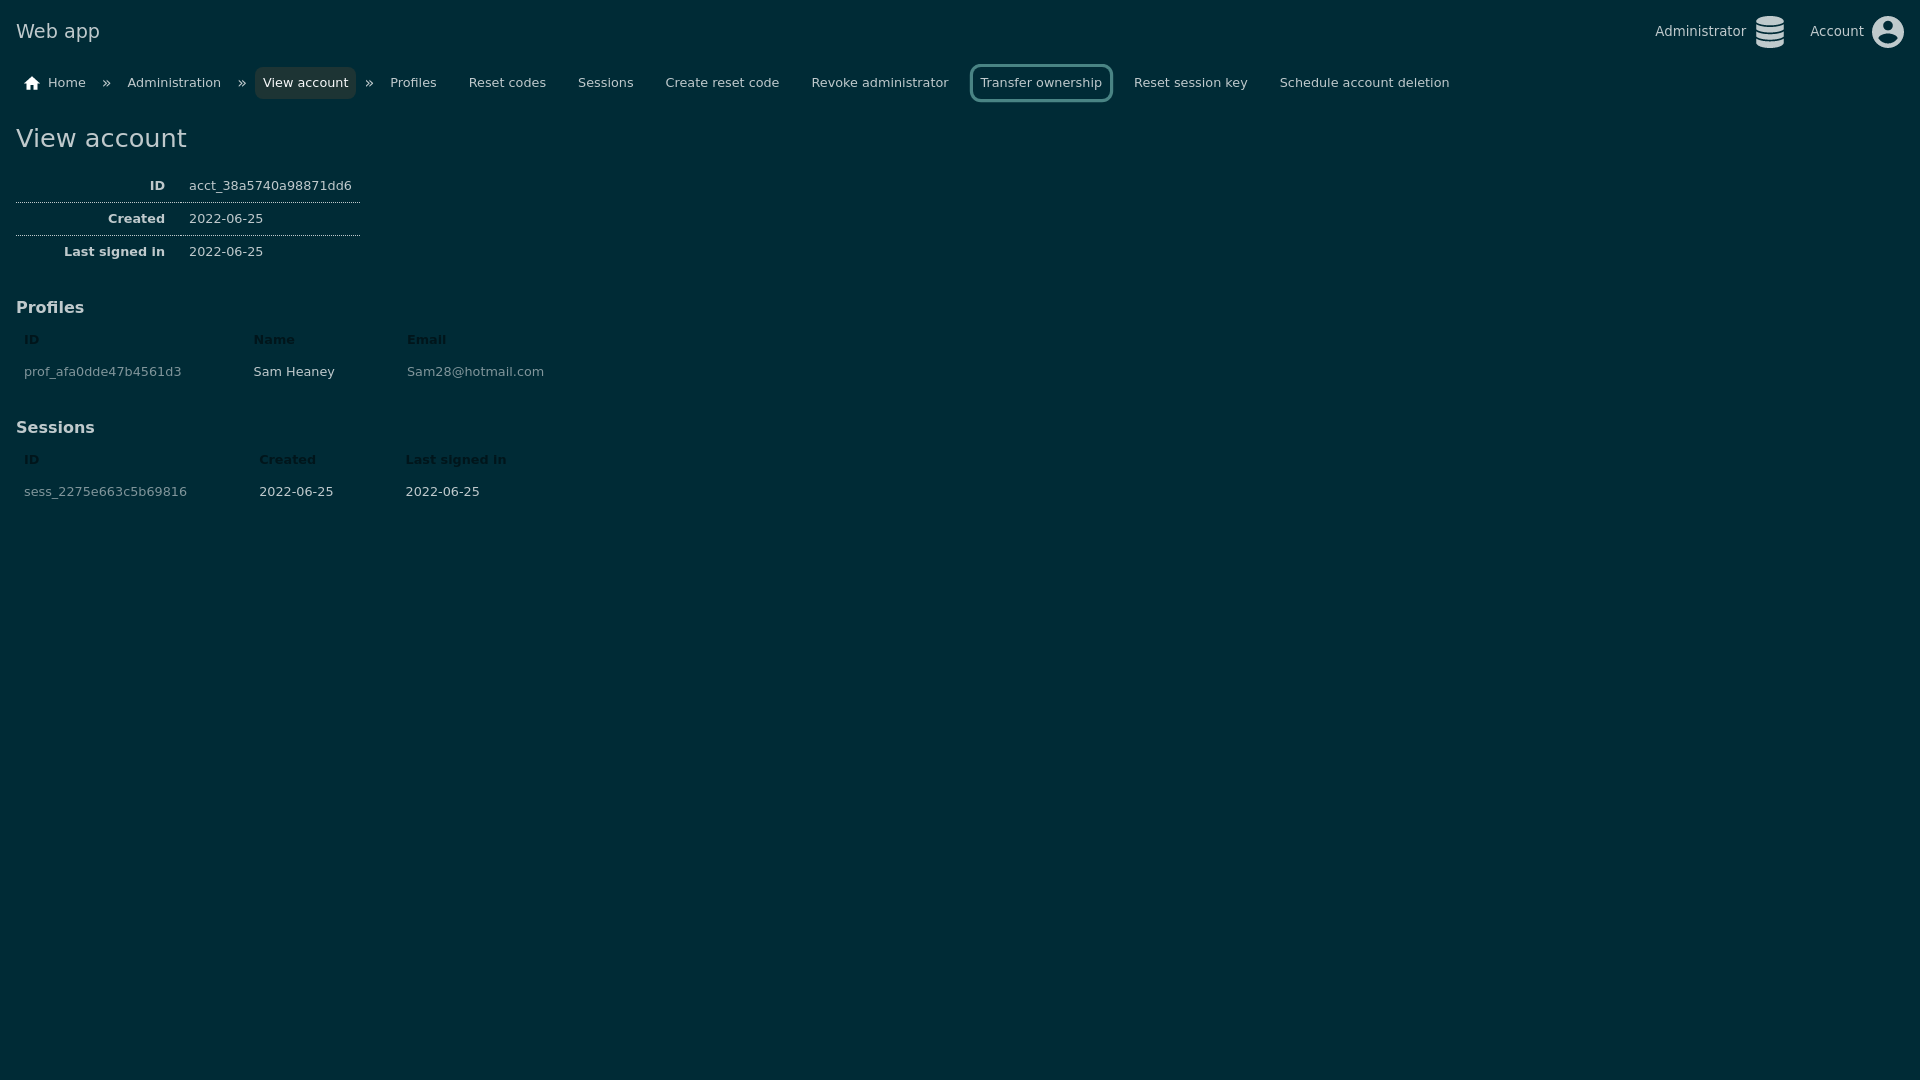 Web app
Administrator
Account
Home » Administration » View account » Profiles Reset codes Sessions Create reset code Revoke administrator Transfer ownership Reset session key Schedule account deletion
View account
ID acct_38a5740a98871dd6
Created 2022-06-25
Last signed in 2022-06-25
Profiles
ID Name Email
prof_afa0dde47b4561d3 Sam Heaney Sam28@hotmail.com
Sessions
ID Created Last signed in
sess_2275e663c5b69816 2022-06-25 2022-06-25